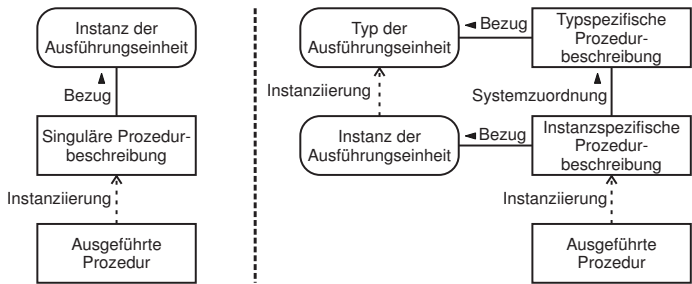 Instanz der
Ausführungseinheit
Bezug
Singuläre Prozedur-
beschreibung
Instanziierung
Ausgeführte
Prozedur
Typ der
Ausführungseinheit
Bezug
Typspezifische
Prozedur-
beschreibung
Instanziierung
Systemzuordnung
Instanz der
Ausführungseinheit
Bezug
Instanzspezifische
Prozedur-
beschreibung
Instanziierung
Ausgeführte
Prozedur